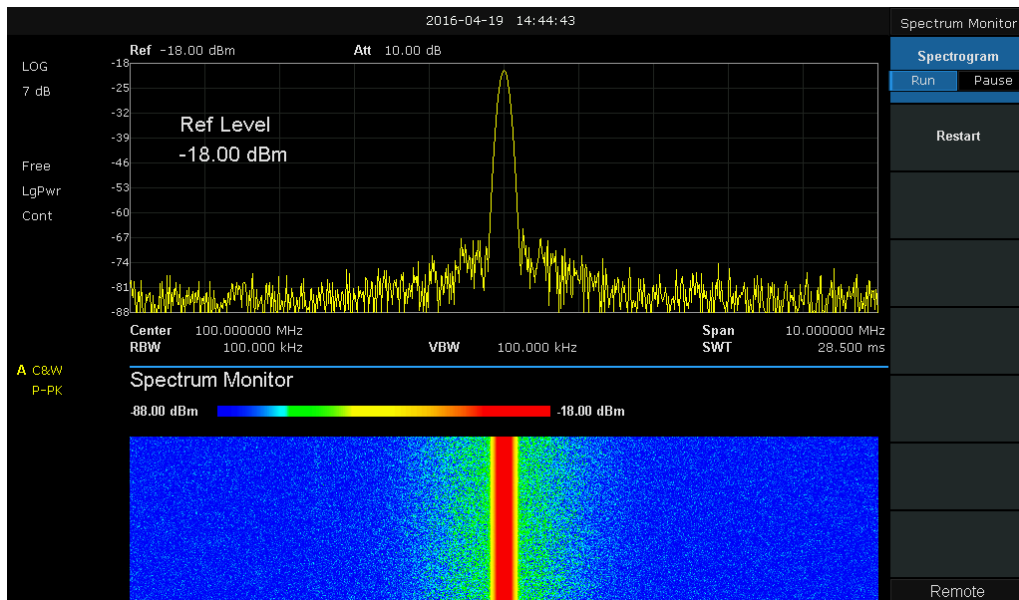 2016-04-19 14:44:43
Spectrum Monitor
Ref -18.00 dBm Att 10.00 dB
Spectrogram
Run Pause
Restart
LOG
7 dB
Free
LgPwr
Cont
-18
-25
-32
-39
-46
-53
-60
-67
-74
-81
-88
Ref Level
-18.00 dBm
Center 100.000000 MHz Span 10.000000 MHz
RBW 100.000 kHz VBW 100.000 kHz SWT 28.500 ms
A C&W
P-PK
Spectrum Monitor
-88.00 dBm -18.00 dBm
Remote